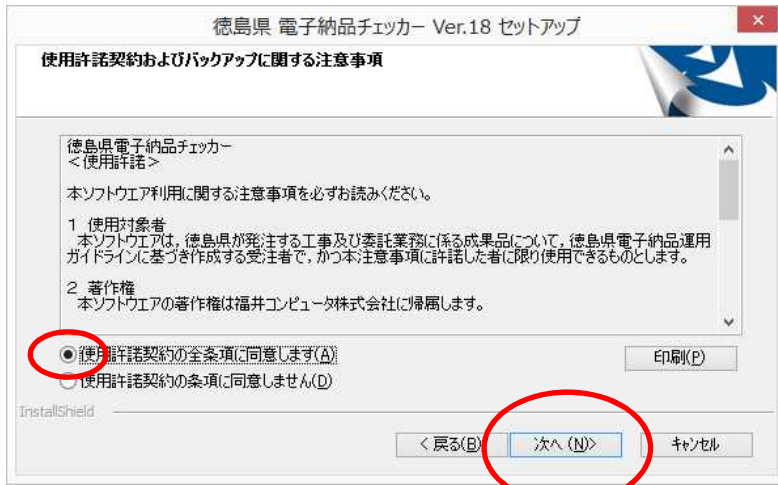 徳島県 電子納品チェッカー Ver.18 セットアップ
使用許諾契約およびバックアップに関する注意事項
徳島県電子納品チェッカー
<使用許諾>
本ソフトウエア利用に関する注意事項を必ずお読みください。
1 使用対象者
本ソフトウエアは，徳島県が発注する工事及び委託業務に係る成果品について，徳島県電子納品運用
ガイドラインに基づき作成する受注者で，かつ本注意事項に許諾した者に限り使用できるものとします。
2 著作権
本ソフトウエアの著作権は福井コンピュータ株式会社に帰属します。
使用許諾契約の全条項に同意します(A)
印刷(P)
使用許諾契約の条項に同意しません(D)
InstallShield
< 戻る(B)
次へ (N)>
キャンセル